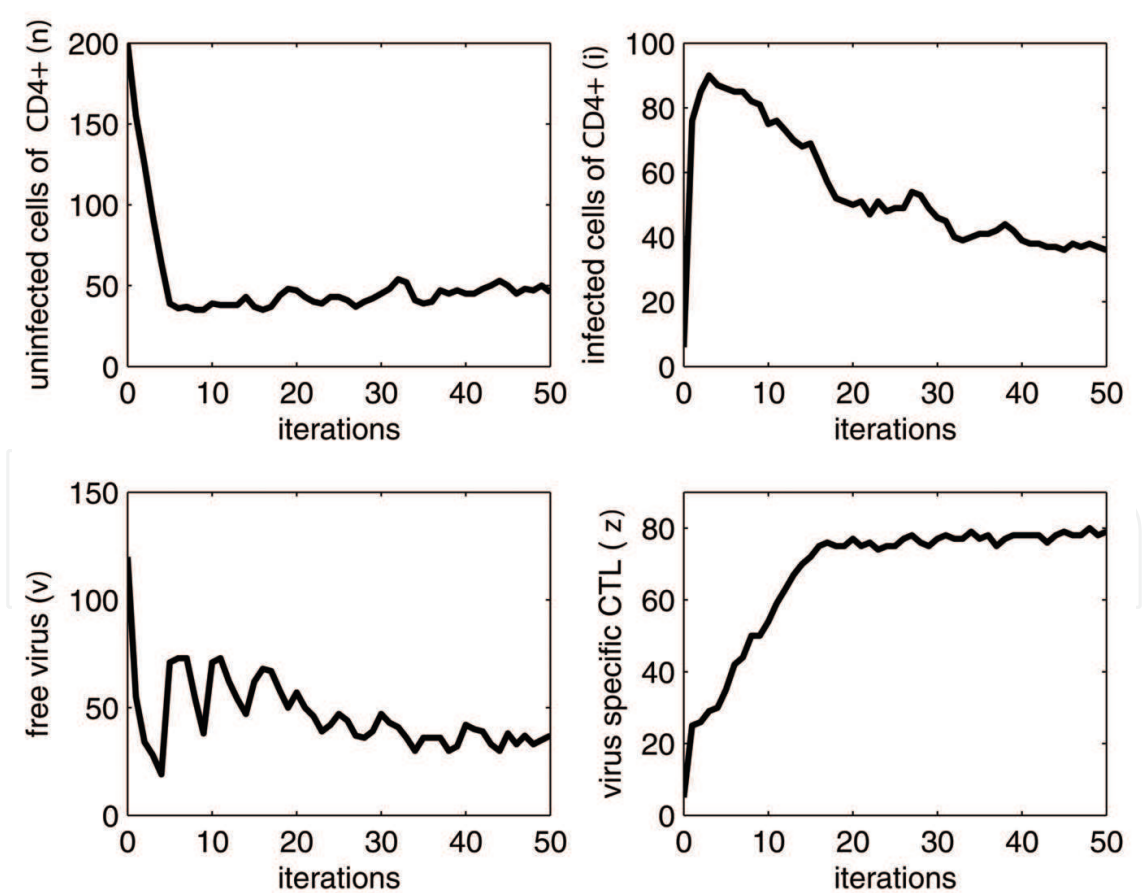 uninfected cells of CD4+ (n)
200
150
100
50
0
0 10 20 30 40 50
iterations
infected cells of CD4+ (i)
100
80
60
40
20
0
0 10 20 30 40 50
iterations
free virus (v)
150
100
50
0
0 10 20 30 40 50
iterations
virus specific CTL ( z)
80
60
40
20
0
0 10 20 30 40 50
iterations